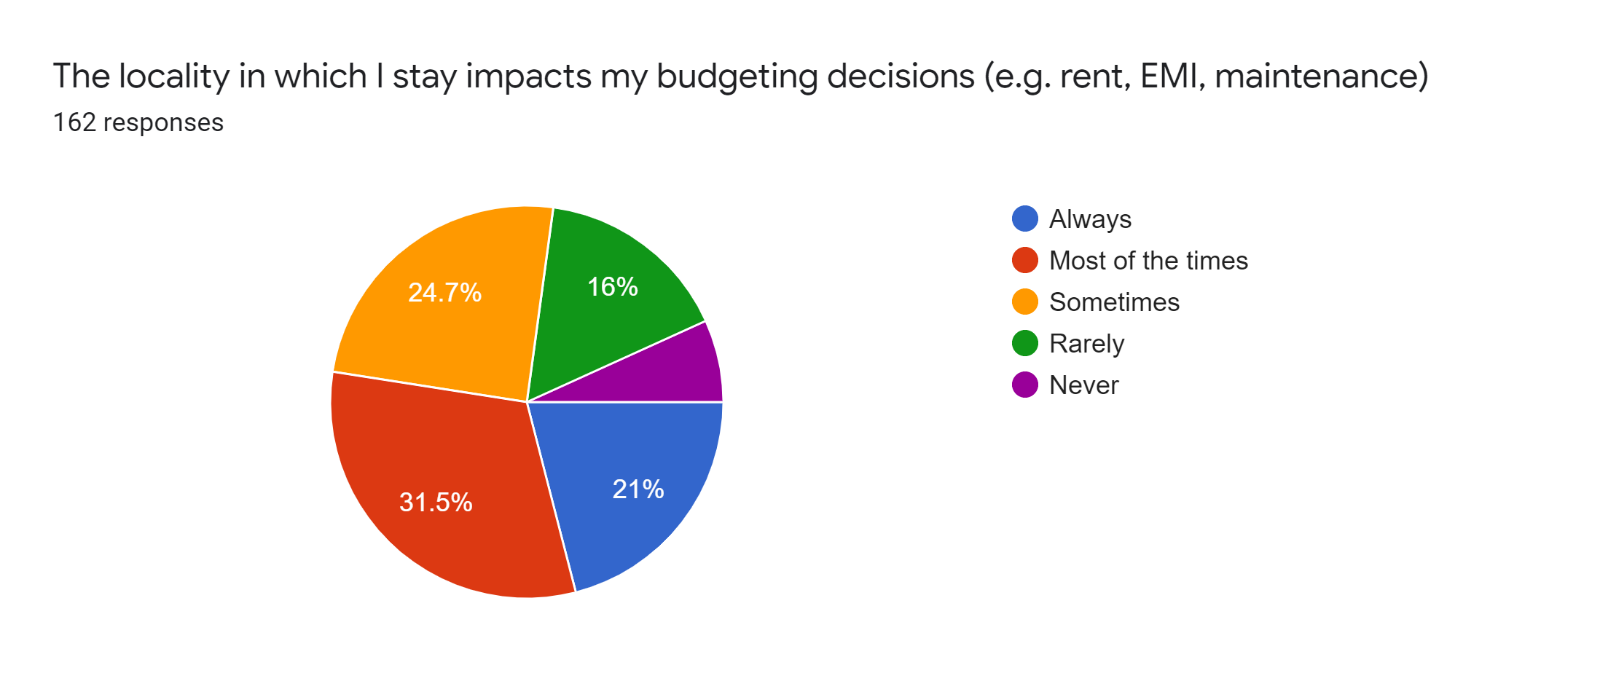 The locality in which I stay impacts my budgeting decisions (e.g. rent, EMI, maintenance)
162 responses
24.7%
16%
31.5%
21%
Always
Most of the times
Sometimes
Rarely
Never